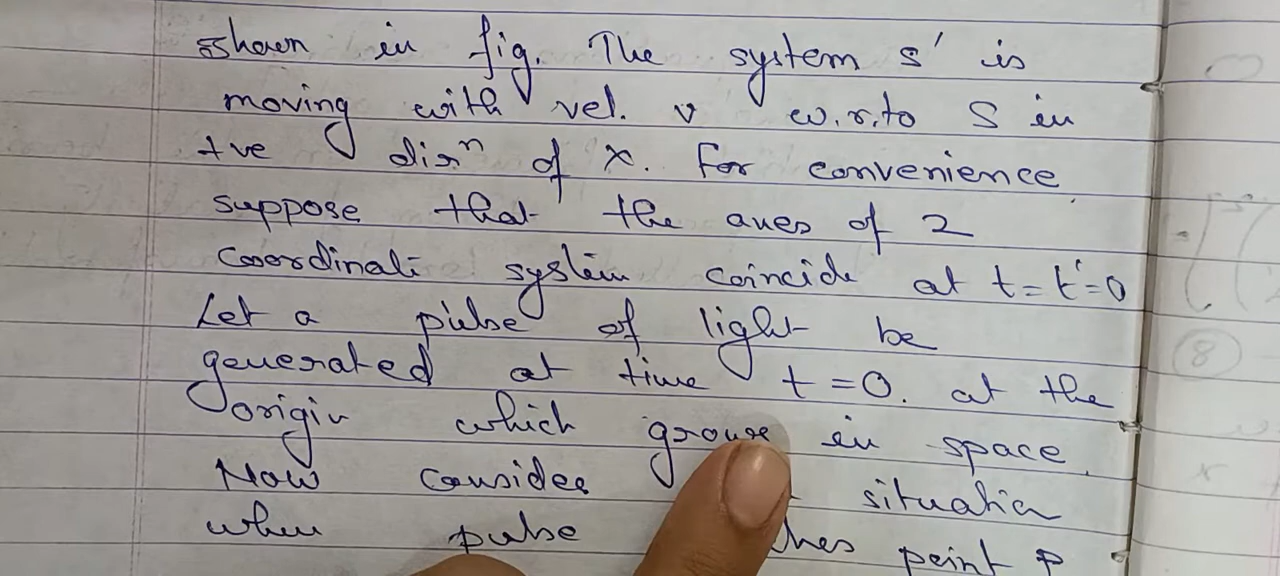 shown in fig. The system s' is
moving with vel. v w.r.to S in
+ve dirⁿ of x. For convenience
suppose that the axes of 2
coordinate system coincide at t=t'=0
Let a pulse of light be
generated at time t=0. at the
origin which grows in space.
Now consider situation
when pulse point P
8